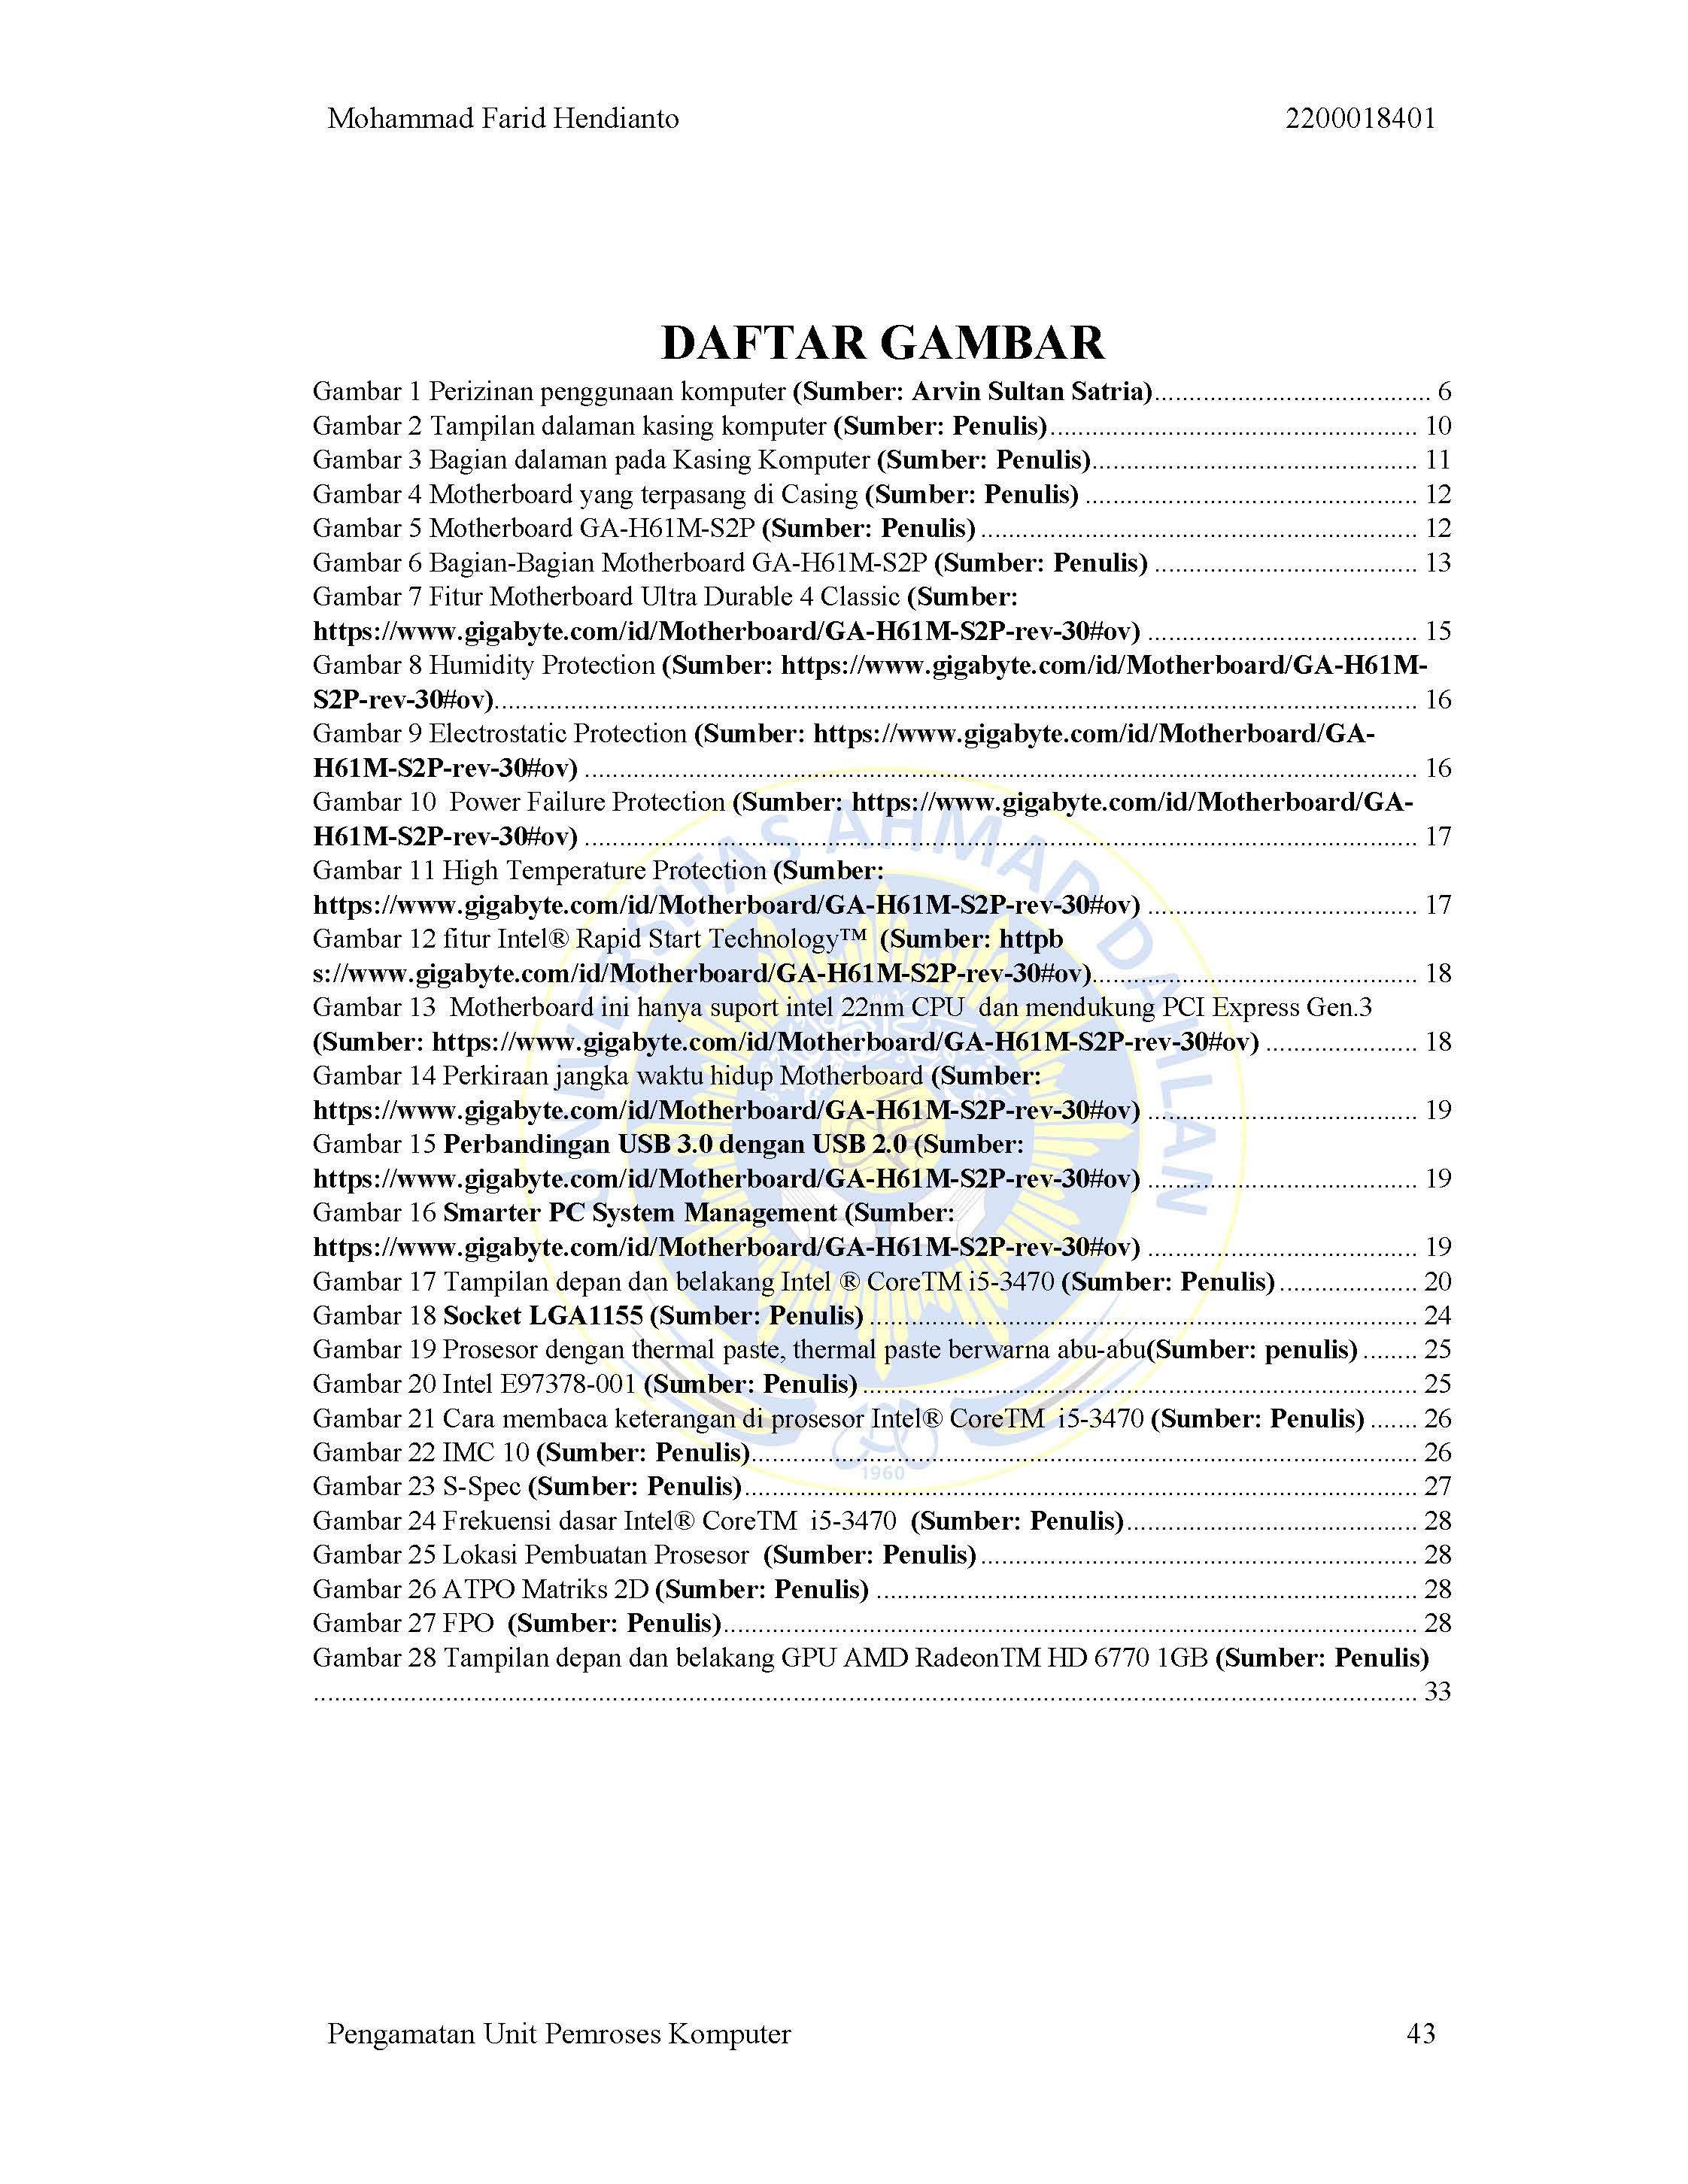 Mohammad Farid Hendianto 2200018401
DAFTAR GAMBAR
Gambar 1 Perizinan penggunaan komputer (Sumber: Arvin Sultan Satria)........................................ 6
Gambar 2 Tampilan dalaman kasing komputer (Sumber: Penulis)..................................................... 10
Gambar 3 Bagian dalaman pada Kasing Komputer (Sumber: Penulis)............................................... 11
Gambar 4 Motherboard yang terpasang di Casing (Sumber: Penulis) ................................................ 12
Gambar 5 Motherboard GA-H61M-S2P (Sumber: Penulis) ............................................................... 12
Gambar 6 Bagian-Bagian Motherboard GA-H61M-S2P (Sumber: Penulis) ...................................... 13
Gambar 7 Fitur Motherboard Ultra Durable 4 Classic (Sumber:
https://www.gigabyte.com/id/Motherboard/GA-H61M-S2P-rev-30#ov) ....................................... 15
Gambar 8 Humidity Protection (Sumber: https://www.gigabyte.com/id/Motherboard/GA-H61M-
S2P-rev-30#ov)..................................................................................................................................... 16
Gambar 9 Electrostatic Protection (Sumber: https://www.gigabyte.com/id/Motherboard/GA-
H61M-S2P-rev-30#ov) ........................................................................................................................ 16
Gambar 10  Power Failure Protection (Sumber: https://www.gigabyte.com/id/Motherboard/GA-
H61M-S2P-rev-30#ov) ........................................................................................................................ 17
Gambar 11 High Temperature Protection (Sumber:
https://www.gigabyte.com/id/Motherboard/GA-H61M-S2P-rev-30#ov) ....................................... 17
Gambar 12 fitur Intel® Rapid Start Technology™  (Sumber: httpb
s://www.gigabyte.com/id/Motherboard/GA-H61M-S2P-rev-30#ov)............................................... 18
Gambar 13  Motherboard ini hanya suport intel 22nm CPU  dan mendukung PCI Express Gen.3
(Sumber: https://www.gigabyte.com/id/Motherboard/GA-H61M-S2P-rev-30#ov) ...................... 18
Gambar 14 Perkiraan jangka waktu hidup Motherboard (Sumber:
https://www.gigabyte.com/id/Motherboard/GA-H61M-S2P-rev-30#ov) ....................................... 19
Gambar 15 Perbandingan USB 3.0 dengan USB 2.0 (Sumber:
https://www.gigabyte.com/id/Motherboard/GA-H61M-S2P-rev-30#ov) ....................................... 19
Gambar 16 Smarter PC System Management (Sumber:
https://www.gigabyte.com/id/Motherboard/GA-H61M-S2P-rev-30#ov) ....................................... 19
Gambar 17 Tampilan depan dan belakang Intel ® CoreTM i5-3470 (Sumber: Penulis).................... 20
Gambar 18 Socket LGA1155 (Sumber: Penulis) ............................................................................... 24
Gambar 19 Prosesor dengan thermal paste, thermal paste berwarna abu-abu(Sumber: penulis) ........ 25
Gambar 20 Intel E97378-001 (Sumber: Penulis)................................................................................ 25
Gambar 21 Cara membaca keterangan di prosesor Intel® CoreTM  i5-3470 (Sumber: Penulis) ....... 26
Gambar 22 IMC 10 (Sumber: Penulis)................................................................................................ 26
Gambar 23 S-Spec (Sumber: Penulis)................................................................................................. 27
Gambar 24 Frekuensi dasar Intel® CoreTM  i5-3470  (Sumber: Penulis).......................................... 28
Gambar 25 Lokasi Pembuatan Prosesor  (Sumber: Penulis)............................................................... 28
Gambar 26 ATPO Matriks 2D (Sumber: Penulis) .............................................................................. 28
Gambar 27 FPO  (Sumber: Penulis).................................................................................................... 28
Gambar 28 Tampilan depan dan belakang GPU AMD RadeonTM HD 6770 1GB (Sumber: Penulis)
............................................................................................................................................................... 33
UNIVERSITAS AHMAD DAHLAN
1960
Pengamatan Unit Pemroses Komputer 43